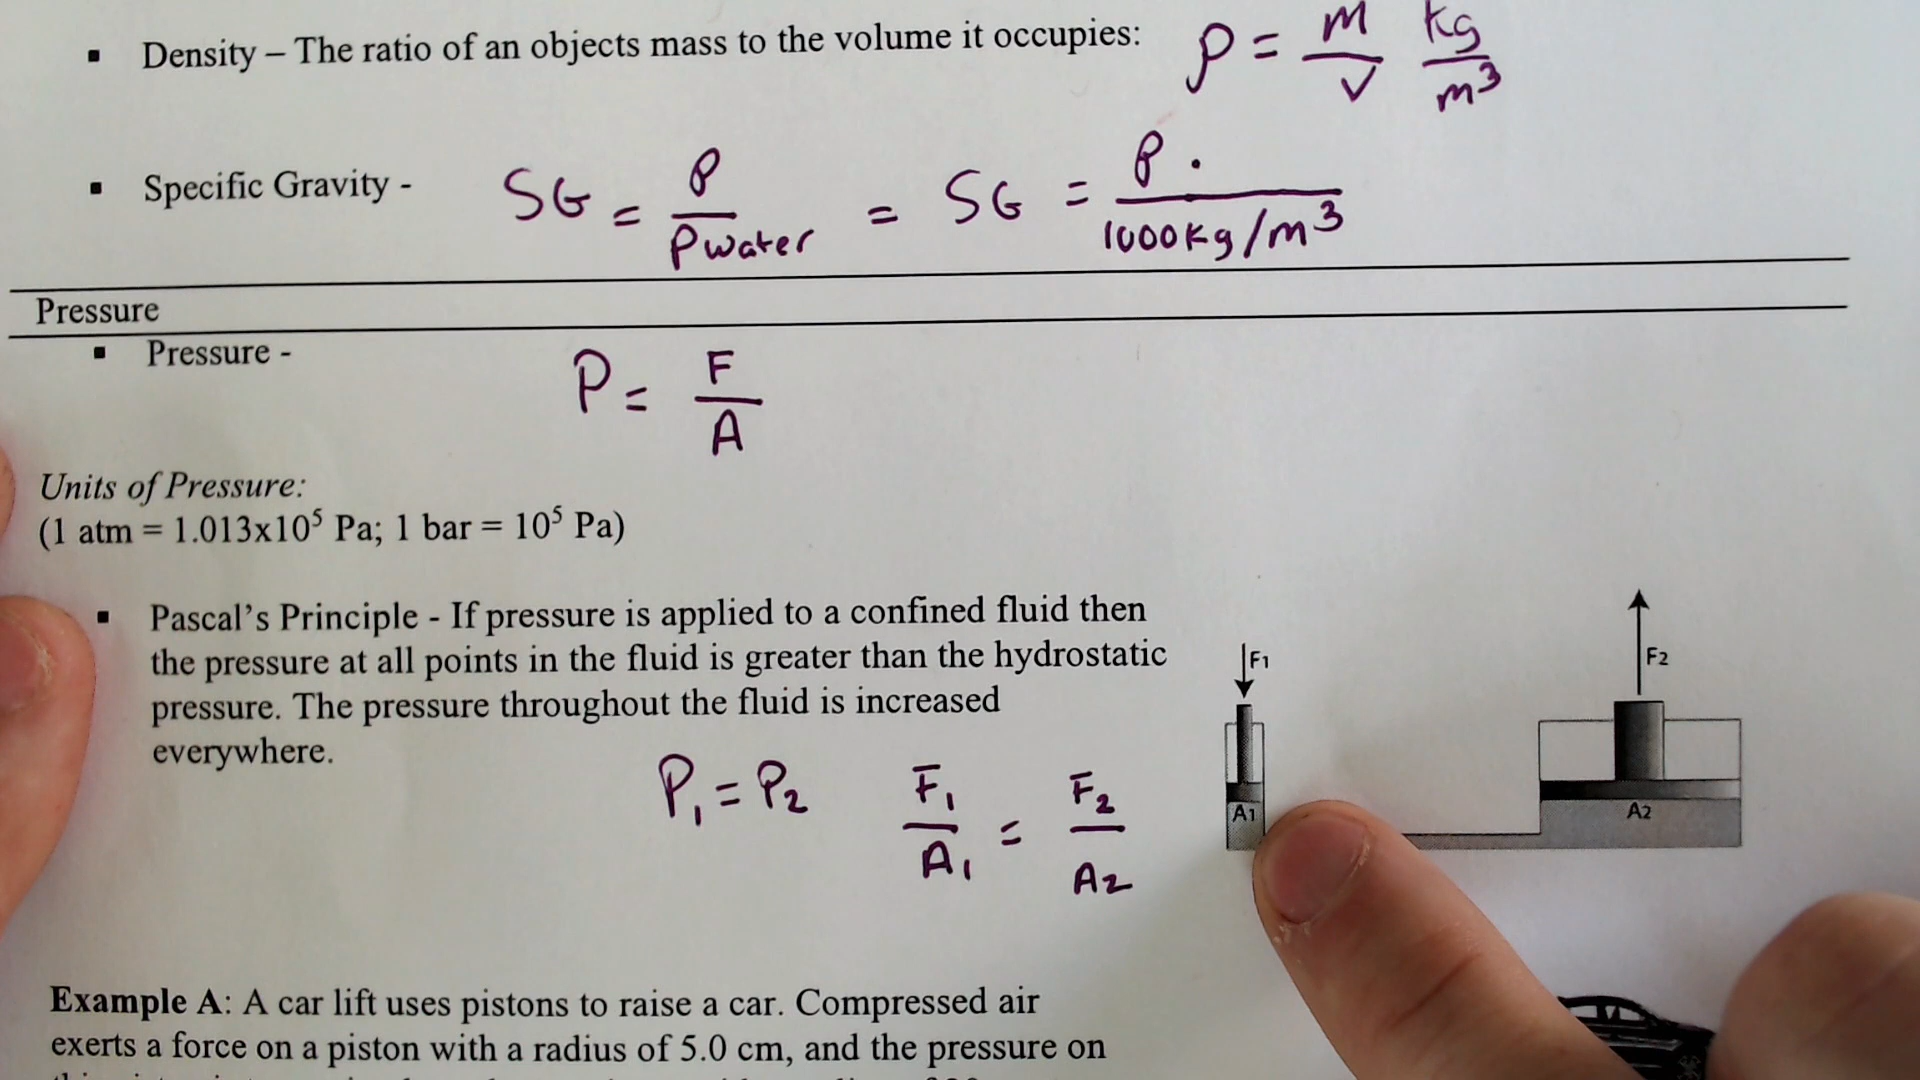 ▪ Density – The ratio of an objects mass to the volume it occupies: ρ = m/V kg/m³
▪ Specific Gravity - SG = ρ/ρwater = SG = ρ/1000kg/m³
Pressure
▪ Pressure - P = F/A
Units of Pressure:
(1 atm = 1.013x10⁵ Pa; 1 bar = 10⁵ Pa)
▪ Pascal's Principle - If pressure is applied to a confined fluid then
the pressure at all points in the fluid is greater than the hydrostatic
pressure. The pressure throughout the fluid is increased
everywhere.
P₁ = P₂ F₁/A₁ = F₂/A₂
F1
F2
A1
A2
Example A: A car lift uses pistons to raise a car. Compressed air
exerts a force on a piston with a radius of 5.0 cm, and the pressure on